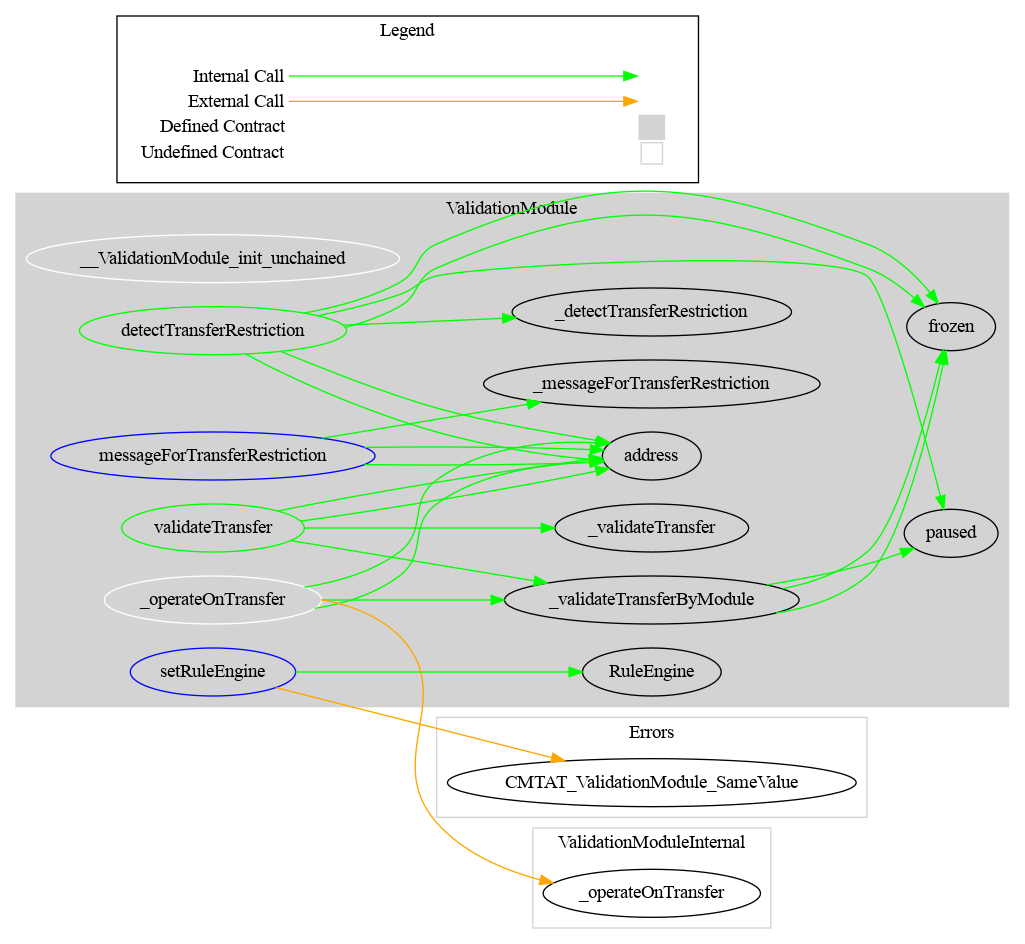 Legend
Internal Call
External Call
Defined Contract
Undefined Contract
ValidationModule
__ValidationModule_init_unchained
detectTransferRestriction
_detectTransferRestriction
frozen
_messageForTransferRestriction
messageForTransferRestriction
address
validateTransfer
_validateTransfer
paused
_operateOnTransfer
_validateTransferByModule
setRuleEngine
RuleEngine
Errors
CMTAT_ValidationModule_SameValue
ValidationModuleInternal
_operateOnTransfer